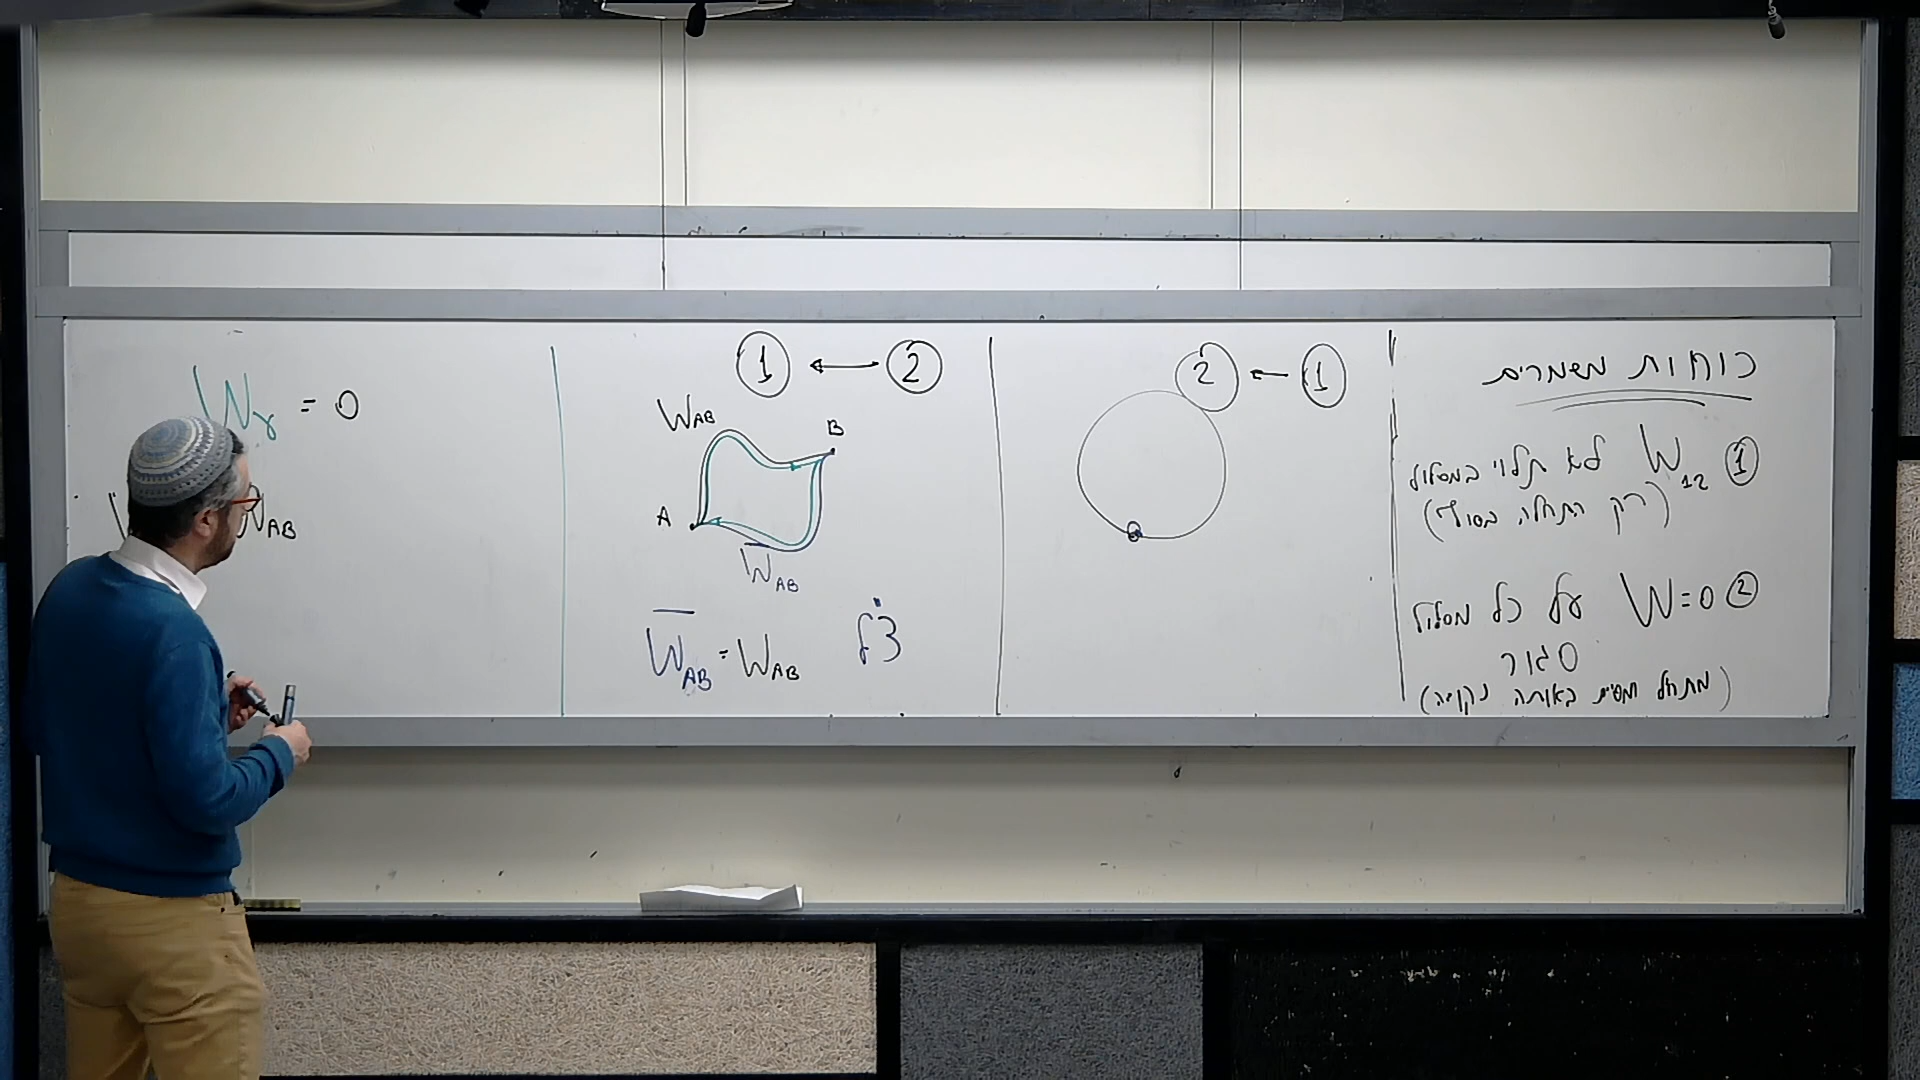 כוחות משמרים
① W₁₂ לא תלוי במסלול
(רק התחלה, סוף)
② W=0 על כל מסלול
סגור
(מתחיל ומסיים באותה נקודה)
① → ②
② → ①
W_AB
B
A
W̅_AB
צ"ל W̅_AB = W_AB
W_γ = 0
W_AB